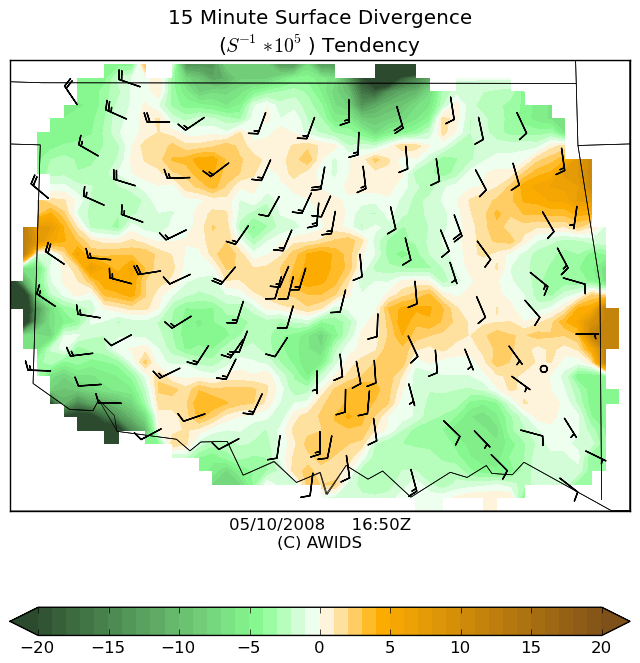 15 Minute Surface Divergence
(S⁻¹ *10⁵ ) Tendency
05/10/2008 16:50Z
(C) AWIDS
−20 −15 −10 −5 0 5 10 15 20